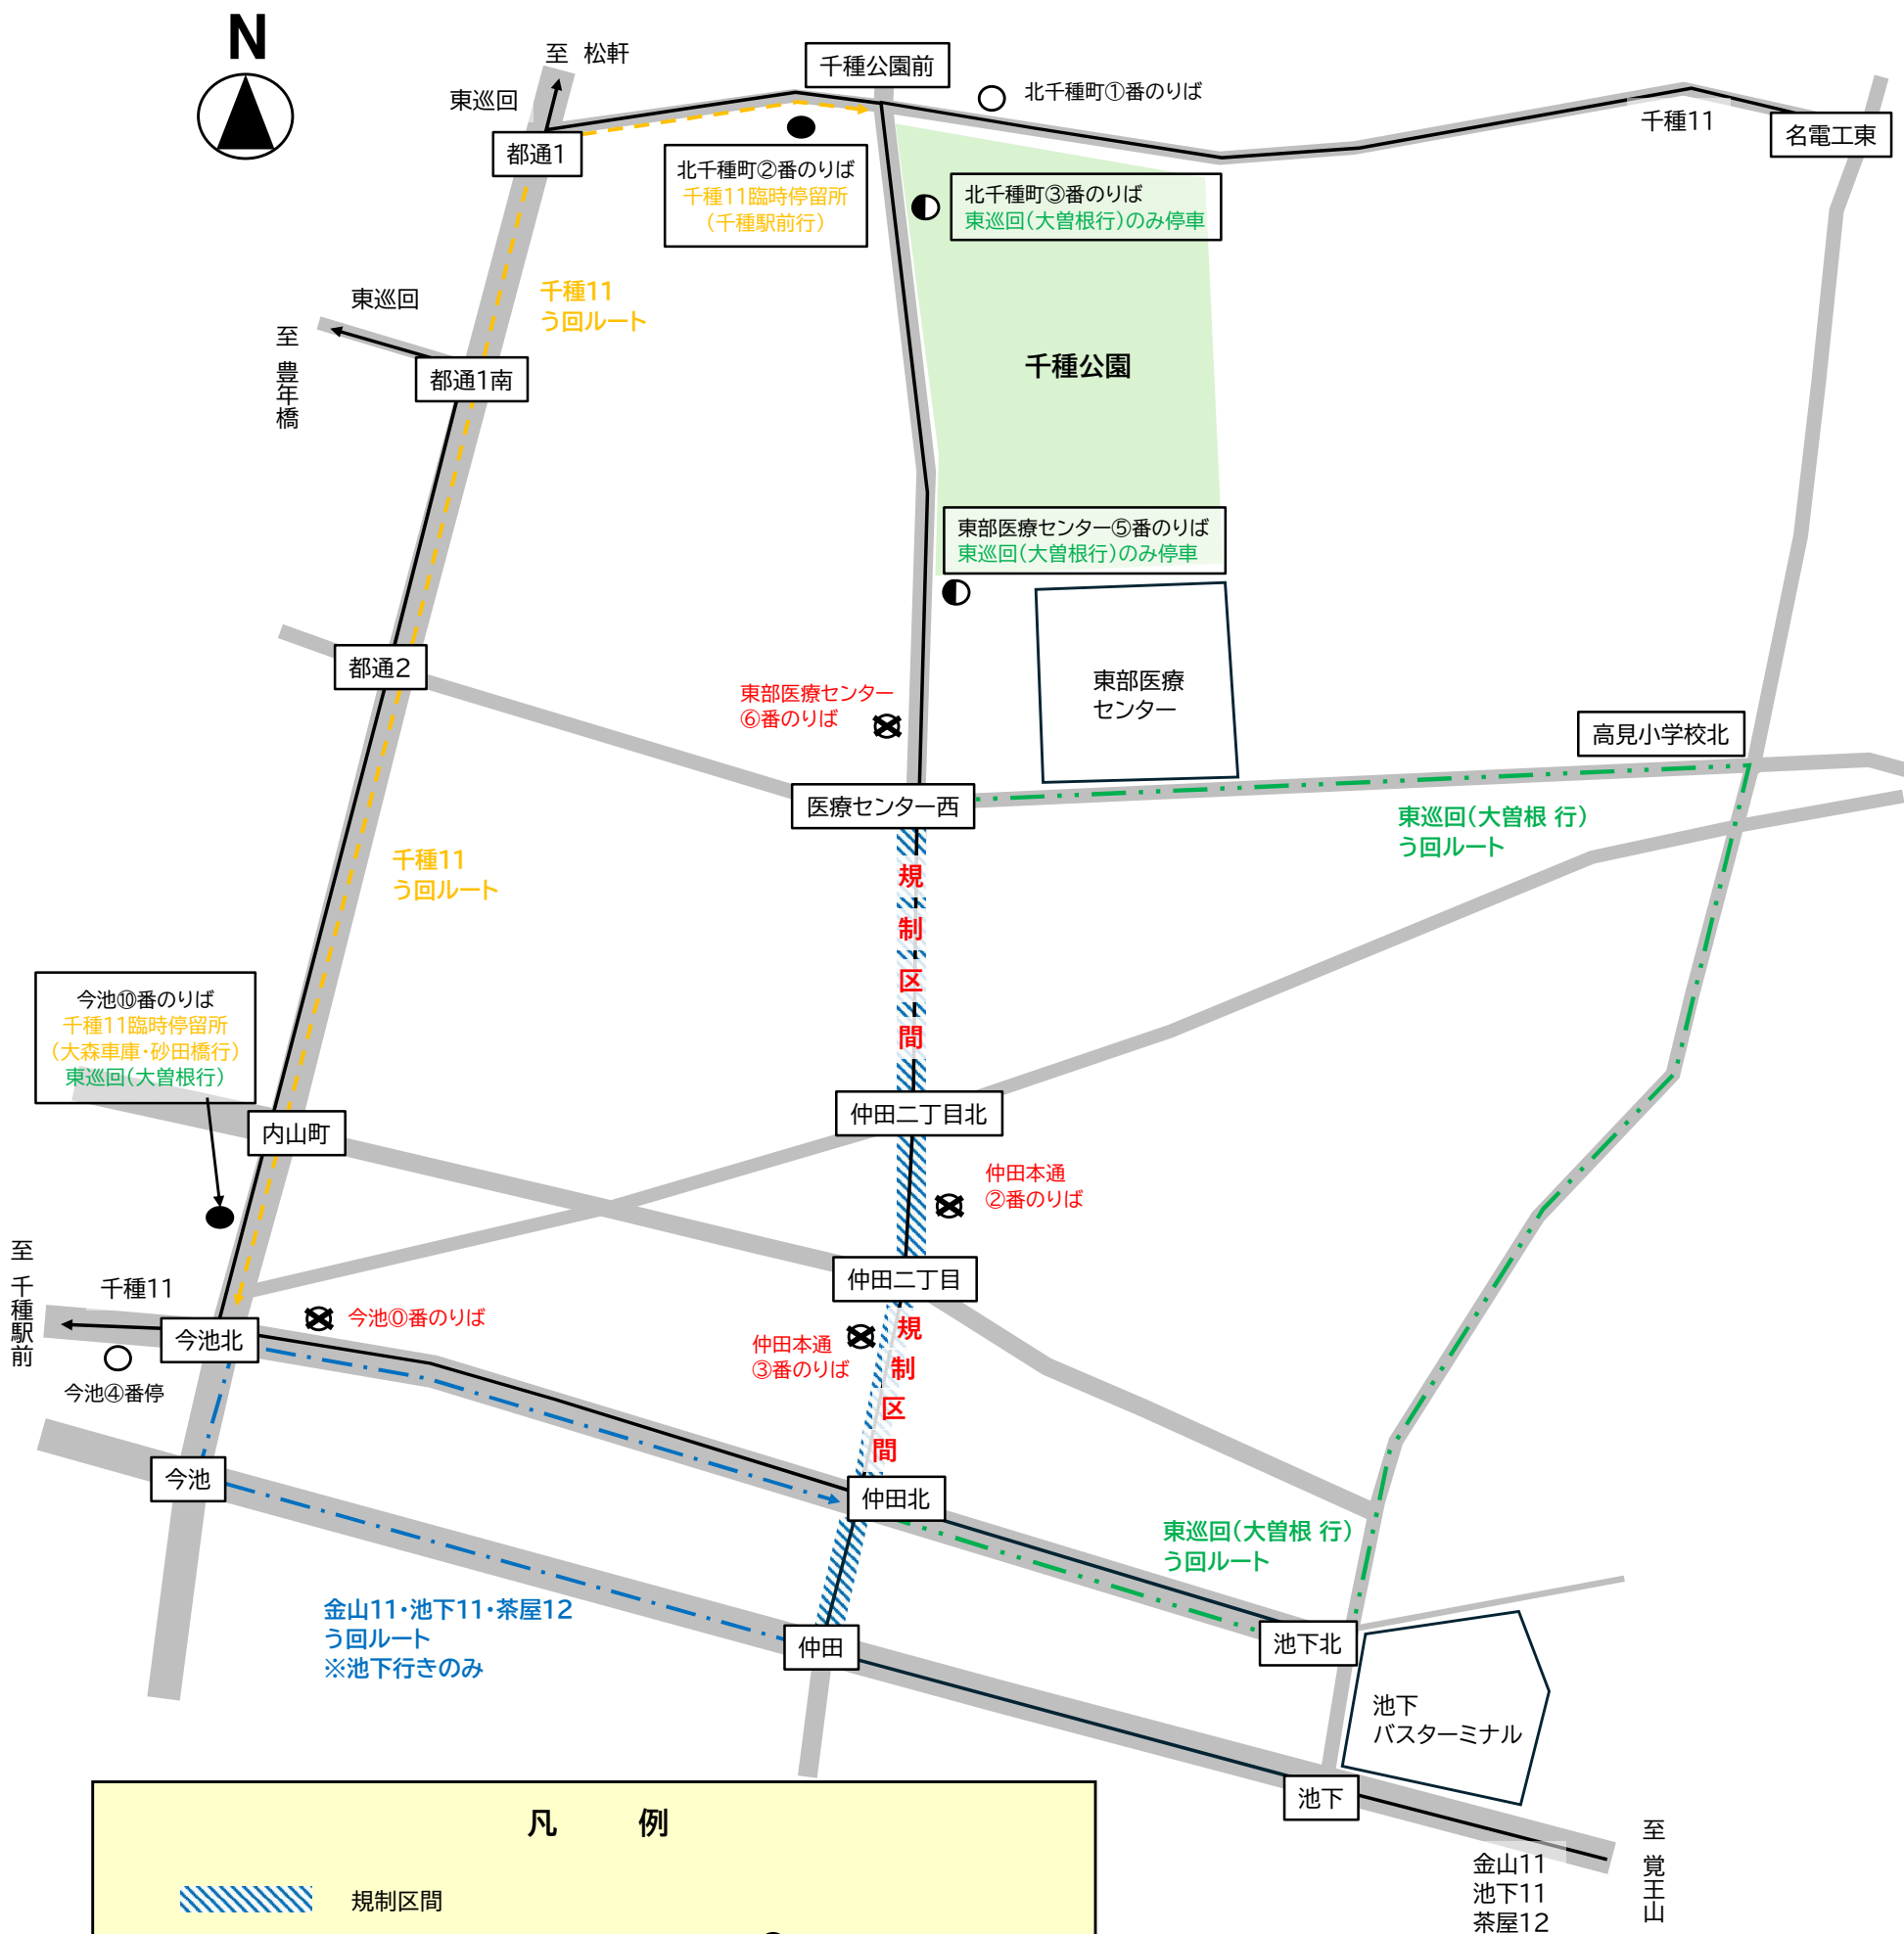 N
至 松軒
東巡回
千種公園前
北千種町①番のりば
千種11
名電工東
都通1
北千種町②番のりば
千種11臨時停留所
(千種駅前行)
北千種町③番のりば
東巡回(大曽根行)のみ停車
千種11
う回ルート
東巡回
至 豊年橋
都通1南
千種公園
東部医療センター⑤番のりば
東巡回(大曽根行)のみ停車
都通2
東部医療センター
⑥番のりば
東部医療
センター
高見小学校北
医療センター西
東巡回(大曽根 行)
う回ルート
千種11
う回ルート
規制区間
今池⑩番のりば
千種11臨時停留所
(大森車庫・砂田橋行)
東巡回(大曽根行)
内山町
仲田二丁目北
仲田本通
②番のりば
至 千種駅前
千種11
仲田二丁目
今池北
今池⓪番のりば
仲田本通
③番のりば
規制区間
今池④番停
今池
仲田北
東巡回(大曽根 行)
う回ルート
金山11・池下11・茶屋12
う回ルート
※池下行きのみ
仲田
池下北
池下
バスターミナル
池下
至 覚王山
金山11
池下11
茶屋12
凡 例
規制区間